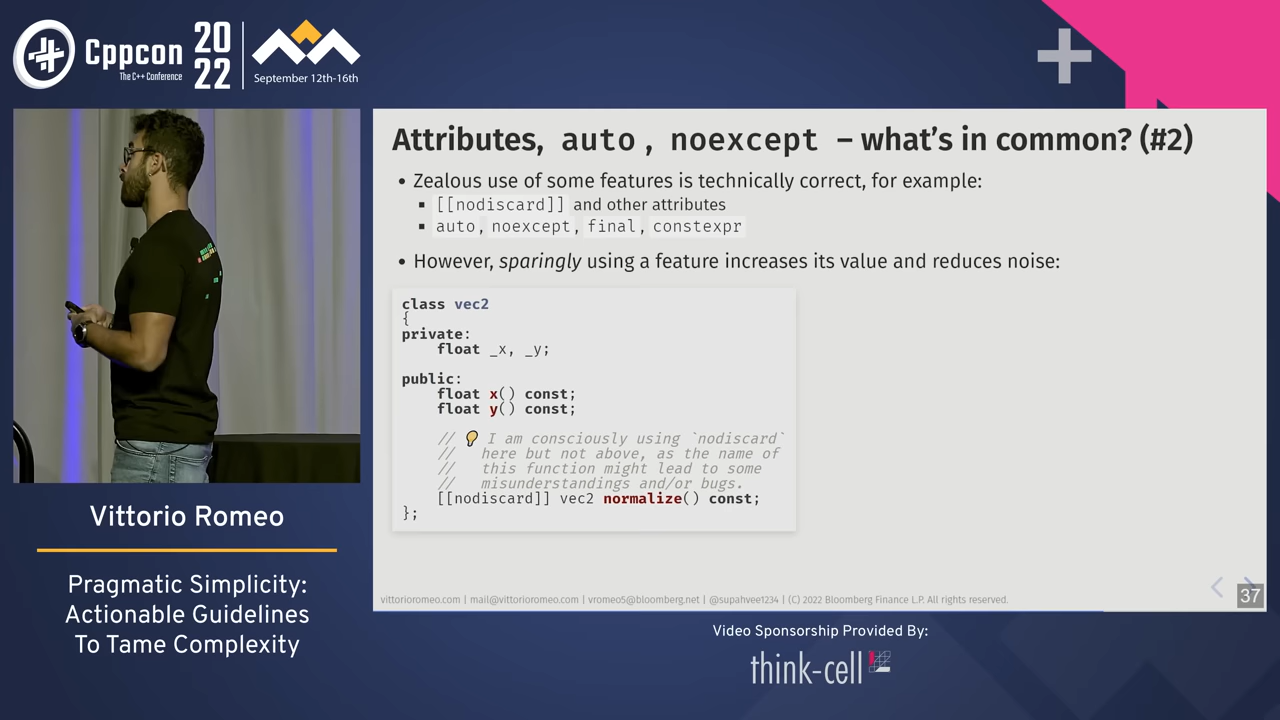 Cppcon
The C++ Conference
20
22
September 12th-16th
Attributes, auto, noexcept – what's in common? (#2)
• Zealous use of some features is technically correct, for example:
▪ [[nodiscard]] and other attributes
▪ auto, noexcept, final, constexpr
• However, sparingly using a feature increases its value and reduces noise:
class vec2
{
private:
    float _x, _y;
public:
    float x() const;
    float y() const;
    // 💡 I am consciously using `nodiscard`
    //   here but not above, as the name of
    //   this function might lead to some
    //   misunderstandings and/or bugs.
    [[nodiscard]] vec2 normalize() const;
};
vittorioromeo.com | mail@vittorioromeo.com | vromeo5@bloomberg.net | @supahvee1234 | (C) 2022 Bloomberg Finance L.P. All rights reserved.
37
Vittorio Romeo
Pragmatic Simplicity:
Actionable Guidelines
To Tame Complexity
Video Sponsorship Provided By:
think-cell